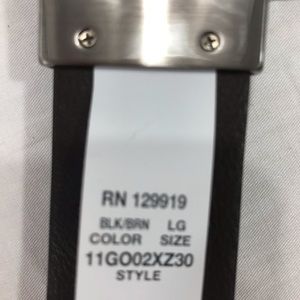 RN 129919
BLK/BRN LG
COLOR SIZE
11GO02XZ30
STYLE